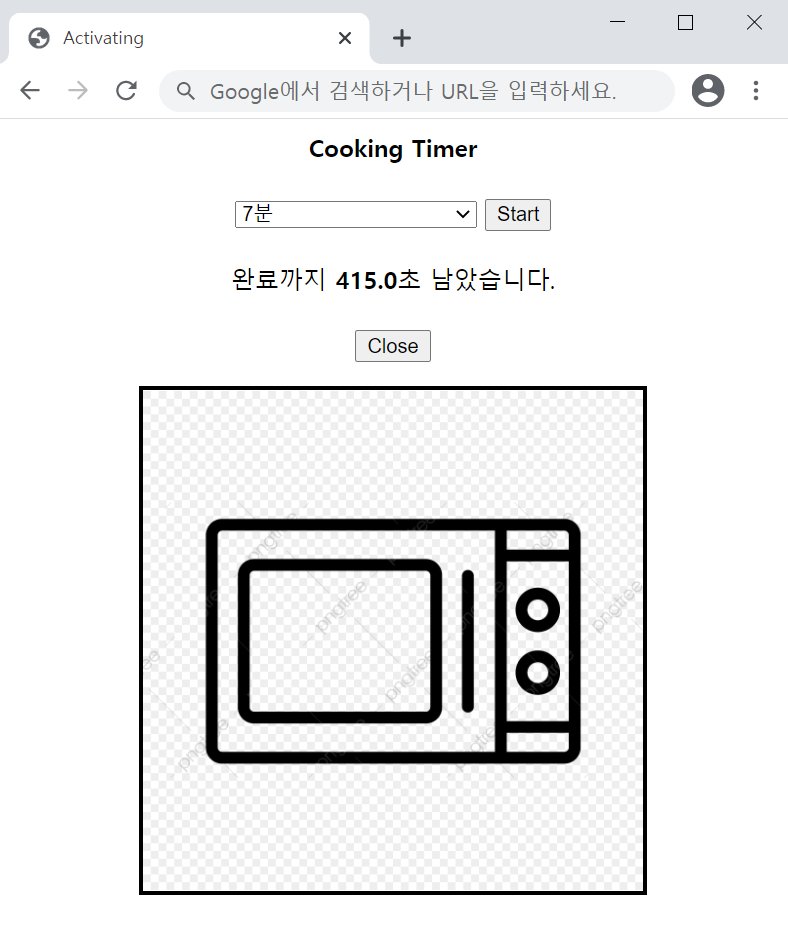 Activating
Google에서 검색하거나 URL을 입력하세요.
Cooking Timer
7분 Start
완료까지 415.0초 남았습니다.
Close
pngtree
pngtree
pngtree
pngtree
pngtree
pngtree
pngtree
pngtree
pngtree